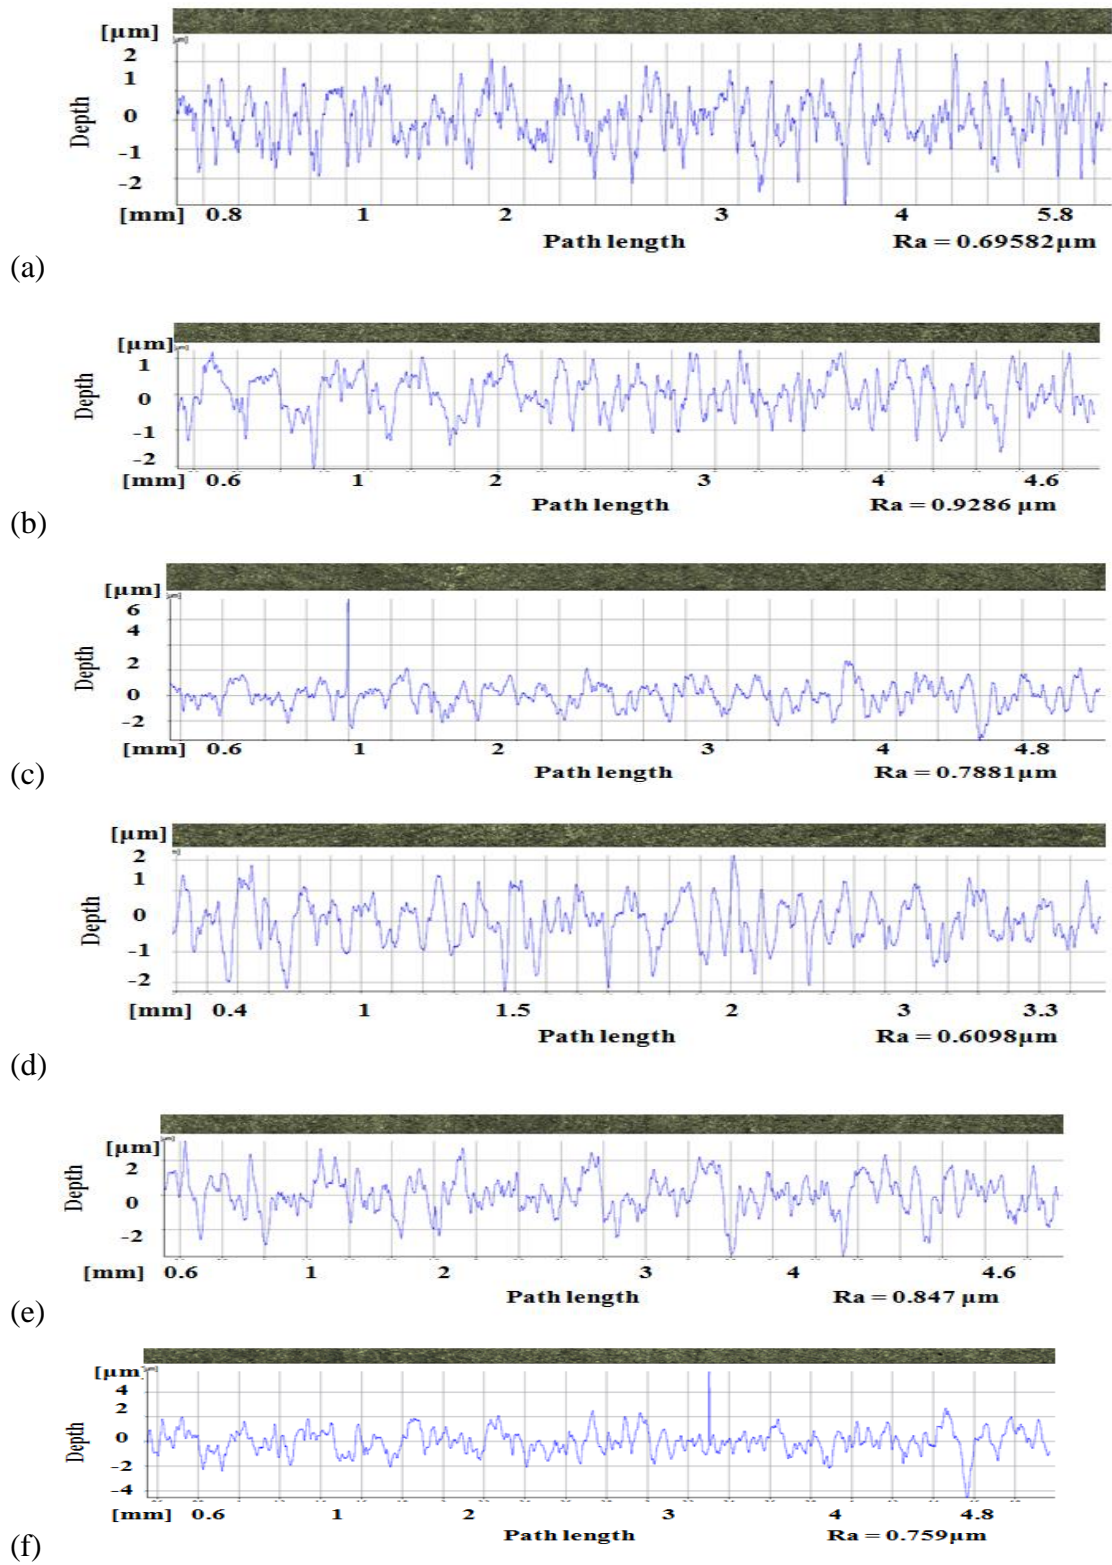 [μm]
2
1
0
-1
-2
Depth
[mm] 0.8 1 2 3 4 5.8
Path length Ra = 0.69582μm
(a)
[μm]
1
0
-1
-2
Depth
[mm] 0.6 1 2 3 4 4.6
Path length Ra = 0.9286 μm
(b)
[μm]
6
4
2
0
-2
Depth
[mm] 0.6 1 2 3 4 4.8
Path length Ra = 0.7881μm
(c)
[μm]
2
1
0
-1
-2
Depth
[mm] 0.4 1 1.5 2 3 3.3
Path length Ra = 0.6098μm
(d)
[μm]
2
0
-2
Depth
[mm] 0.6 1 2 3 4 4.6
Path length Ra = 0.847 μm
(e)
[μm]
4
2
0
-2
-4
Depth
[mm] 0.6 1 2 3 4 4.8
Path length Ra = 0.759μm
(f)